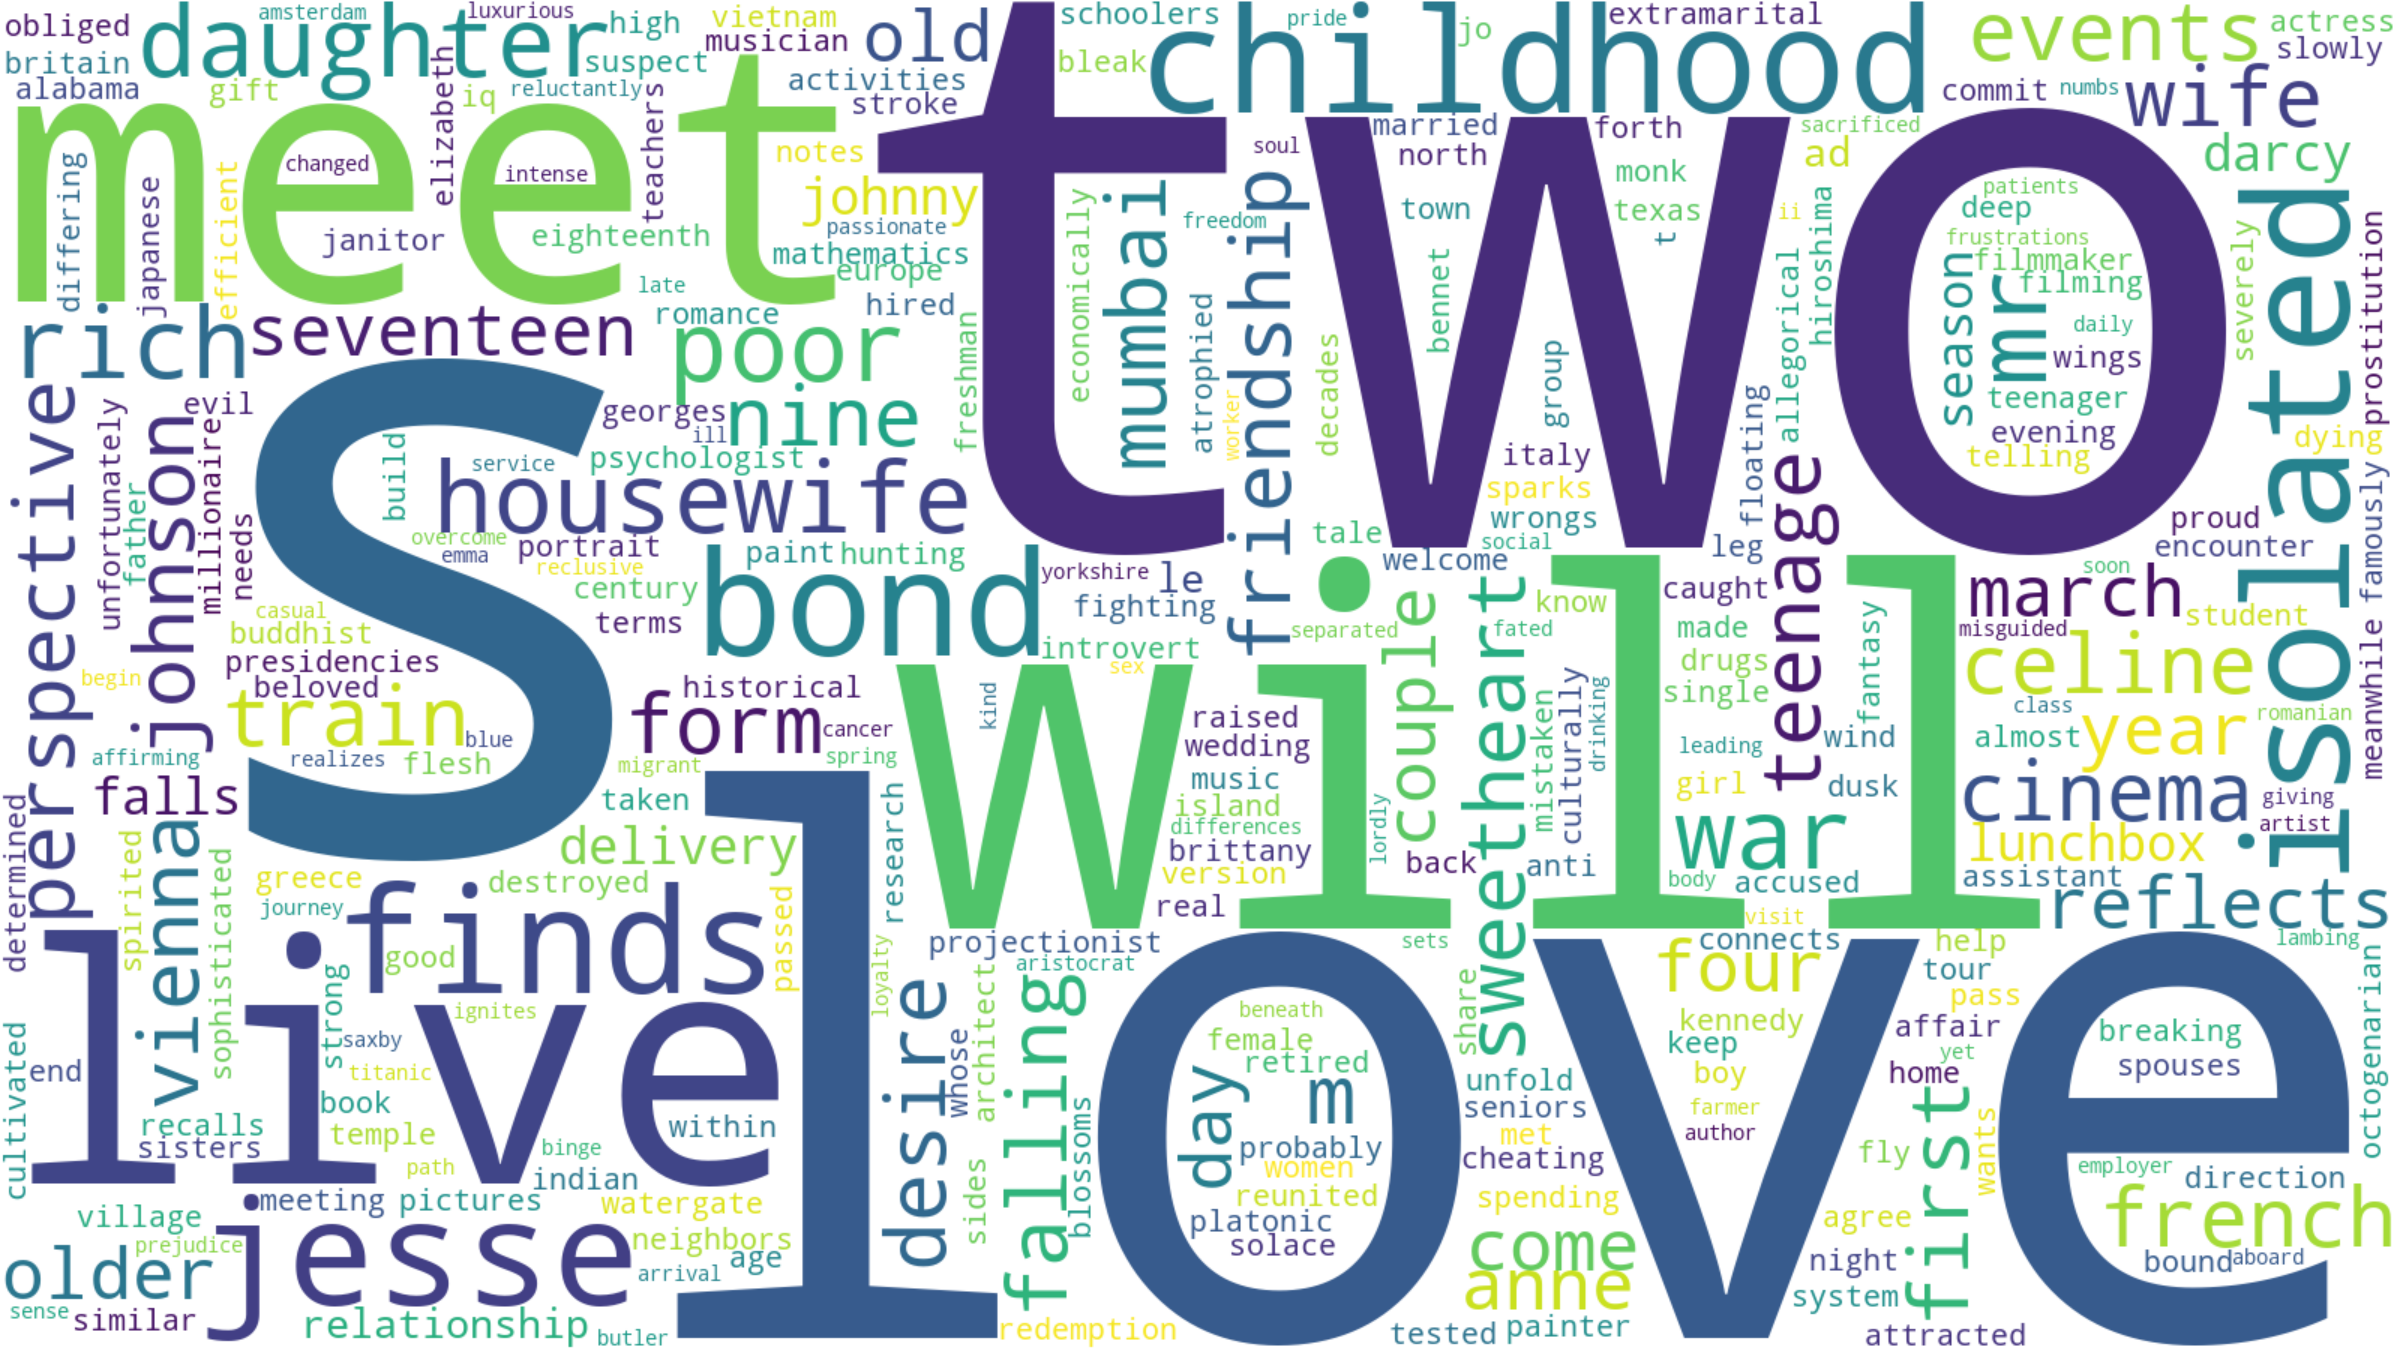 obliged
daughter
amsterdam
luxurious
high
vietnam
musician
old
schoolers
pride
jo
extramarital
events
actress
slowly
britain
alabama
gift
iq
elizabeth
suspect
reluctantly
teachers
activities
stroke
bleak
childhood
commit
numbs
wife
meet
two
differing
japanese
efficient
changed
janitor
intense
eighteenth
late
notes
johnny
passionate
mathematics
europe
hired
romance
economically
mumbai
freedom
friendship
soul
married
north
forth
sacrificed
ad
monk
texas
t
ii
town
bennet
group
decades
atrophied
worker
allegorical
hiroshima
patients
deep
frustrations
filmmaker
filming
season
mr
daily
wings
teenager
evening
telling
darcy
severely
isolated
prostitution
dying
famously
meanwhile
rich
seventeen
poor
nine
freshman
perspective
unfortunately
johnson
evil
father
millionaire
needs
s
build
service
georges
ill
psychologist
housewife
overcome
emma
portrait
reclusive
century
terms
paint
hunting
bond
yorkshire
le
fighting
introvert
sex
tale
separated
italy
sparks
wrongs
social
welcome
floating
leg
teenage
proud
encounter
soon
march
student
misguided
celine
class
romanian
almost
year
cinema
giving
artist
lunchbox
assistant
reflects
casual
buddhist
presidencies
beloved
begin
train
blue
realizes
flesh
affirming
falls
historical
form
cancer
spring
migrant
taken
kind
will
raised
wedding
music
island
differences
brittany
version
real
couple
lordly
back
sweetheart
fated
know
mistaken
culturally
drinking
anti
caught
made
drugs
single
leading
girl
fantasy
wind
dusk
war
body
accused
visit
determined
spirited
vienna
sophisticated
greece
journey
delivery
destroyed
finds
good
passed
research
loyalty
projectionist
aristocrat
sets
connects
four
help
tour
pass
lambing
octogenarian
cultivated
end
live
strong
saxby
ignites
titanic
book
temple
path
within
binge
indian
recalls
sisters
desire
whose
architect
sides
falling
blossoms
love
beneath
female
retired
day
m
probably
women
reunited
platonic
solace
share
unfold
seniors
met
cheating
spending
kennedy
keep
boy
farmer
author
affair
yet
home
fly
first
wants
breaking
spouses
employer
direction
french
bound
aboard
village
prejudice
older
sense
similar
meeting
pictures
jesse
relationship
watergate
neighbors
age
arrival
butler
redemption
come
anne
tested
painter
agree
night
system
attracted